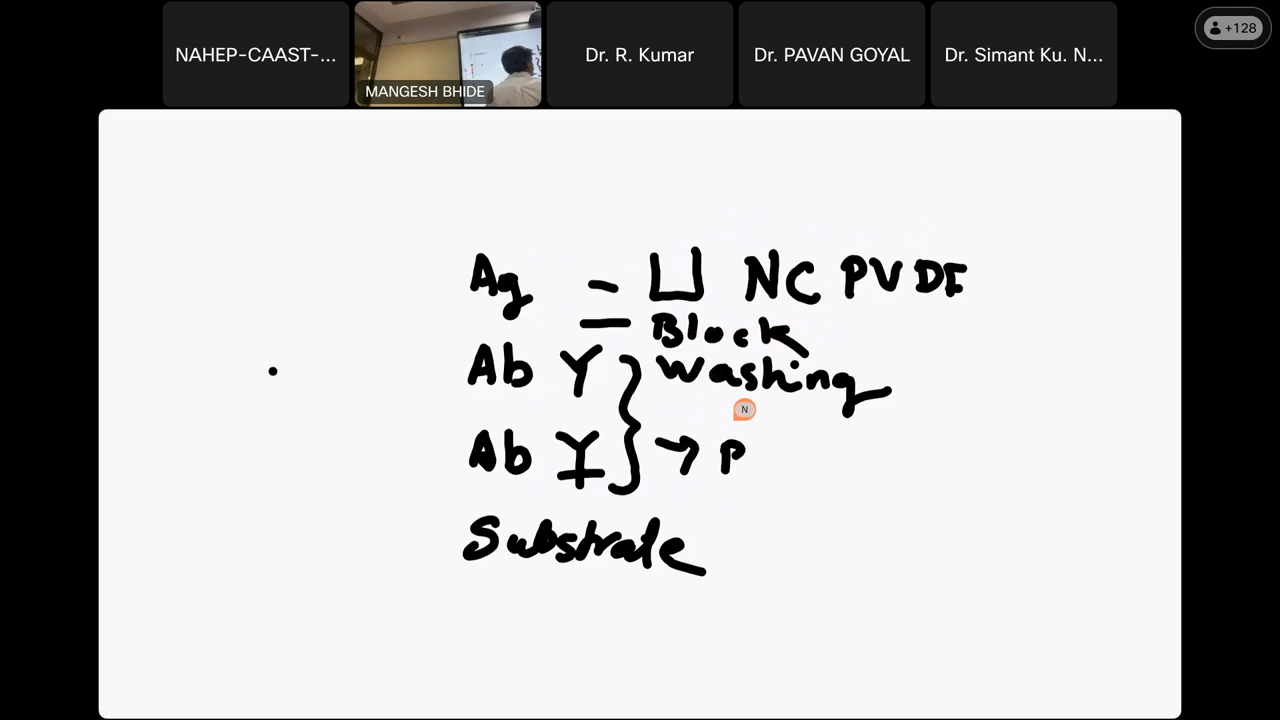 NAHEP-CAAST-...
MANGESH BHIDE
Dr. R. Kumar
Dr. PAVAN GOYAL
Dr. Simant Ku. N...
+128
Ag NC PVDF
Block
Ab Y Washing
N
Ab Y → P
Substrate